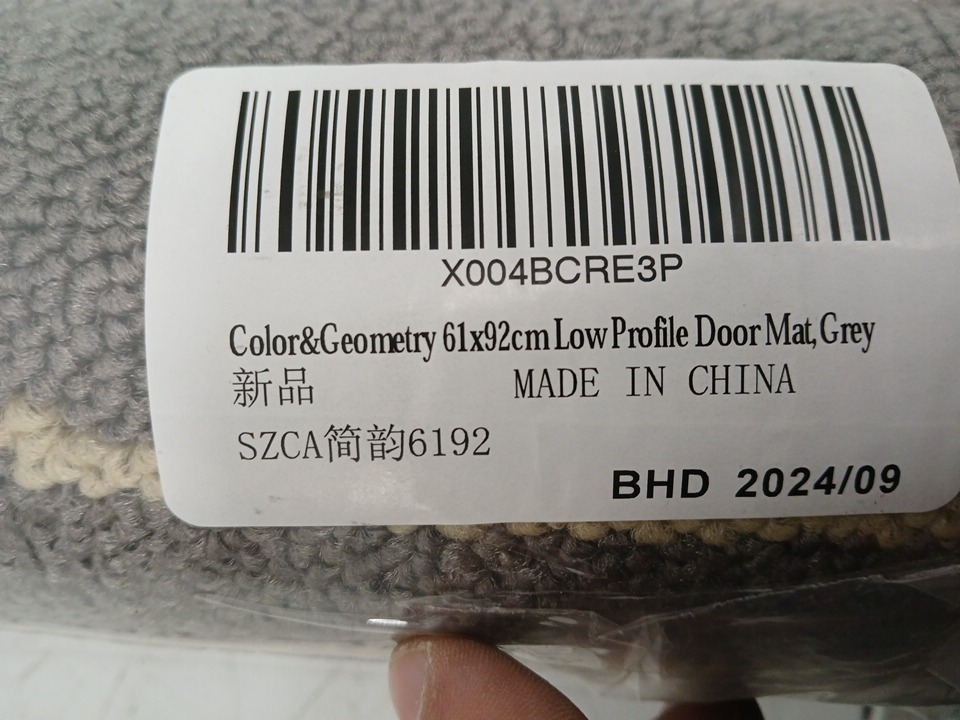 X004BCRE3P
Color&Geometry 61x92cm Low Profile Door Mat, Grey
新品 MADE IN CHINA
SZCA简韵6192
BHD 2024/09